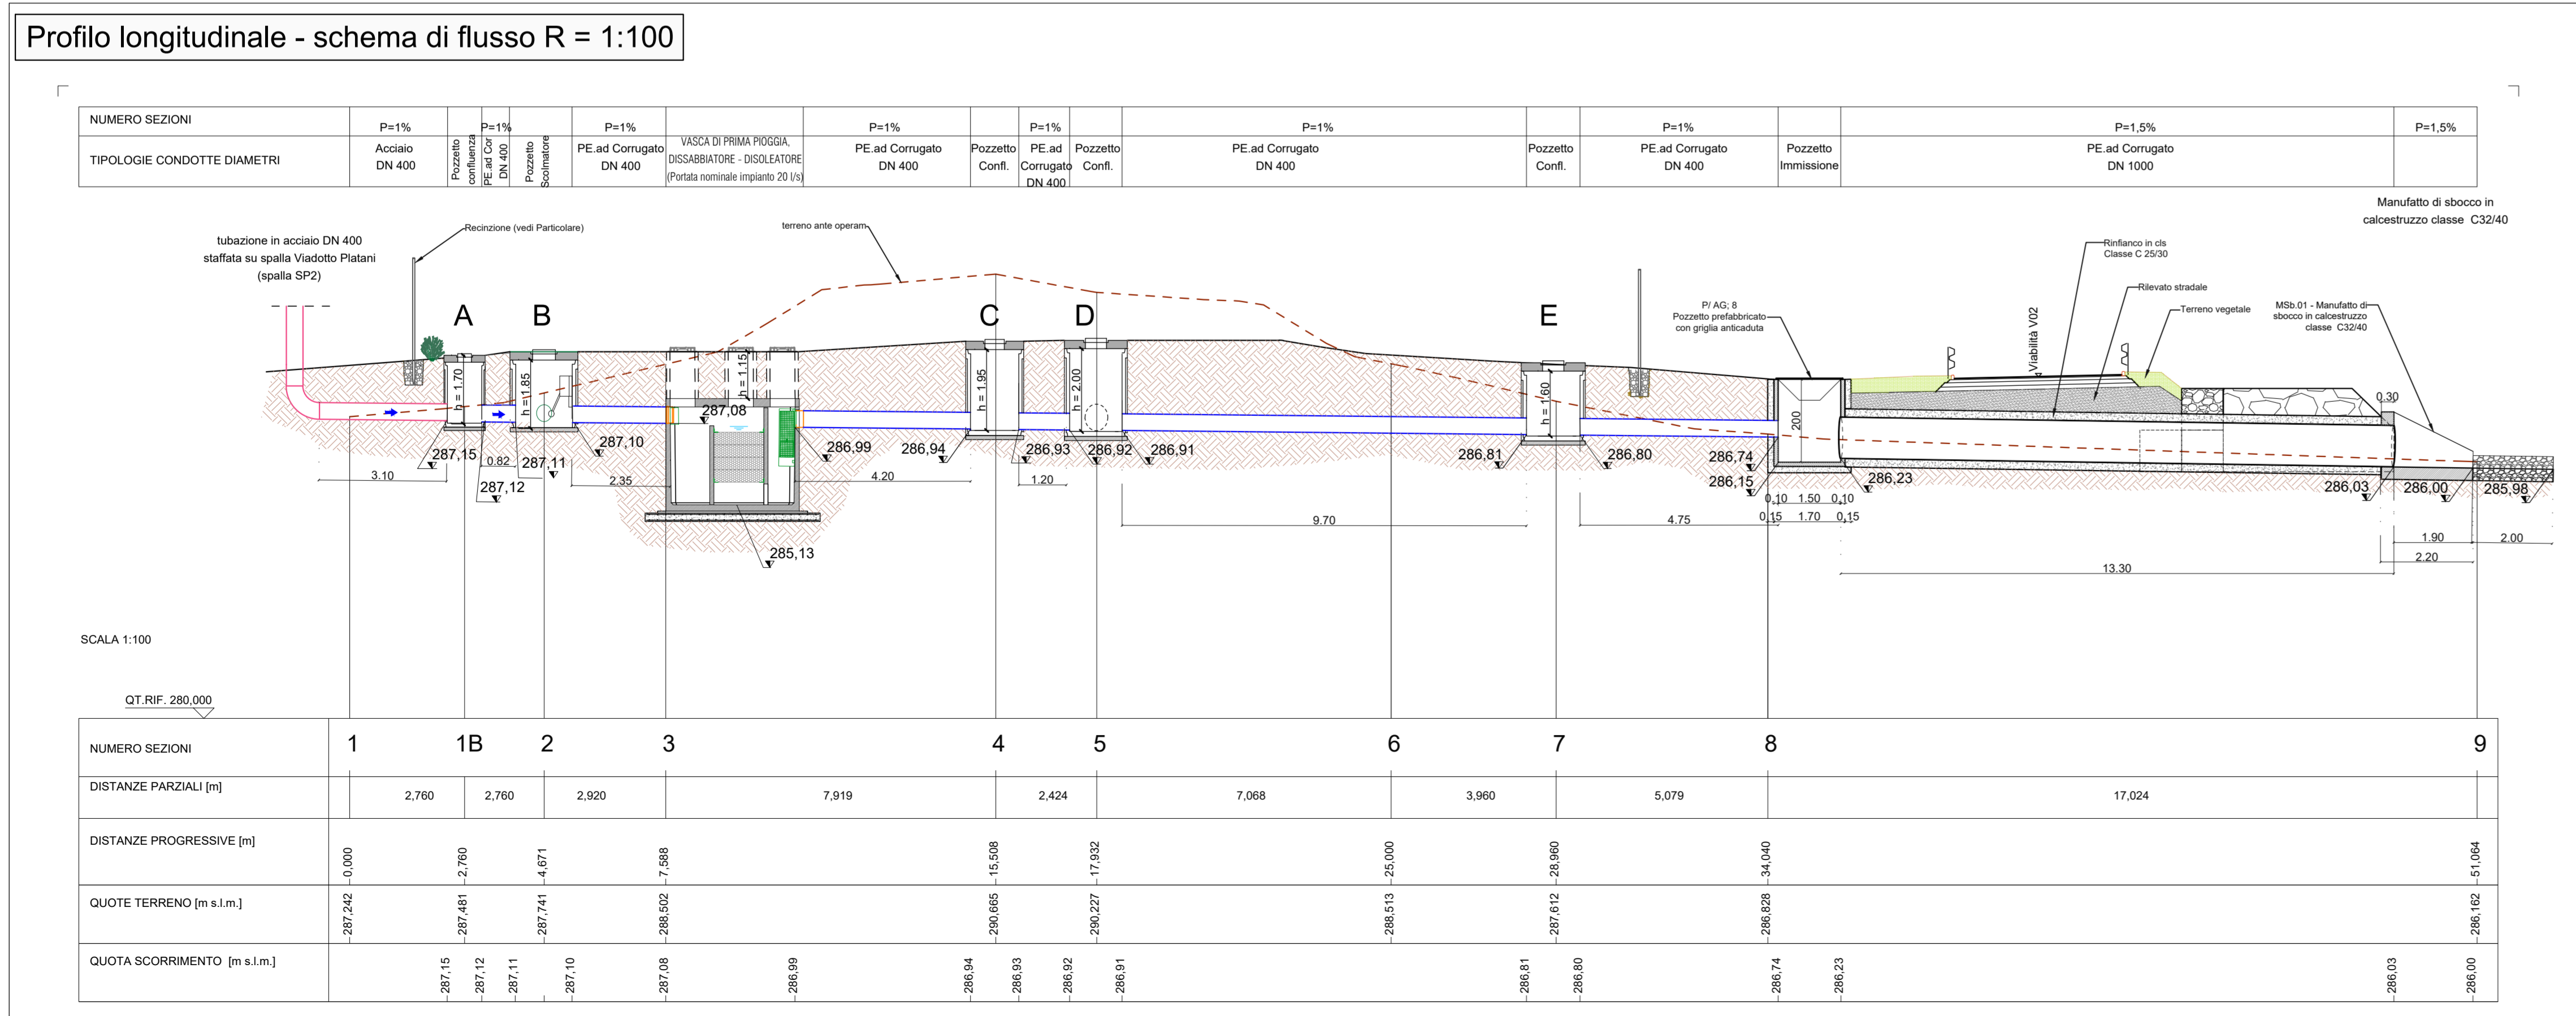 Profilo longitudinale - schema di flusso R = 1:100
NUMERO SEZIONI
P=1%
P=1%
P=1%
P=1%
P=1%
P=1%
P=1%
P=1,5%
P=1,5%
TIPOLOGIE CONDOTTE DIAMETRI
Acciaio
DN 400
Pozzetto
confluenza
PE.ad Cor
DN 400
Pozzetto
Scolmatore
PE.ad Corrugato
DN 400
VASCA DI PRIMA PIOGGIA,
DISSABBIATORE - DISOLEATORE
(Portata nominale impianto 20 l/s)
PE.ad Corrugato
DN 400
Pozzetto
Confl.
PE.ad
Corrugato
DN 400
Pozzetto
Confl.
PE.ad Corrugato
DN 400
Pozzetto
Confl.
PE.ad Corrugato
DN 400
Pozzetto
Immissione
PE.ad Corrugato
DN 1000
Manufatto di sbocco in
calcestruzzo classe C32/40
tubazione in acciaio DN 400
staffata su spalla Viadotto Platani
(spalla SP2)
Recinzione (vedi Particolare)
terreno ante operam
Rinfianco in cls
Classe C 25/30
Rilevato stradale
Terreno vegetale
MSb.01 - Manufatto di
sbocco in calcestruzzo
classe C32/40
P/ AG; 8
Pozzetto prefabbricato
con griglia anticaduta
Viabilità V02
A
B
C
D
E
h = 1.70
h = 1.85
h = 1.15
h = 1.95
h = 2.00
h = 1.60
200
0.30
287,15
287,12
287,11
287,10
287,08
285,13
286,99
286,94
286,93
286,92
286,91
286,81
286,80
286,74
286,15
286,23
286,03
286,00
285,98
3.10
0.82
2.35
4.20
1.20
9.70
4.75
0,10 1.50 0,10
0,15 1.70 0,15
13.30
1.90
2.00
2.20
SCALA 1:100
QT.RIF. 280,000
NUMERO SEZIONI
1 1B 2 3 4 5 6 7 8 9
DISTANZE PARZIALI [m]
2,760 2,760 2,920 7,919 2,424 7,068 3,960 5,079 17,024
DISTANZE PROGRESSIVE [m]
0,000 2,760 4,671 7,588 15,508 17,932 25,000 28,960 34,040 51,064
QUOTE TERRENO [m s.l.m.]
287,242 287,481 287,741 288,502 290,665 290,227 288,513 287,612 286,828 286,162
QUOTA SCORRIMENTO [m s.l.m.]
287,15 287,12 287,11 287,10 287,08 286,99 286,94 286,93 286,92 286,91 286,81 286,80 286,74 286,23 286,03 286,00